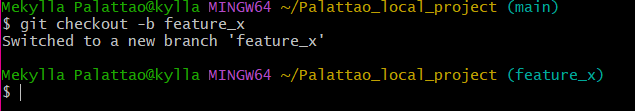 Mekylla Palattao@kylla MINGW64 ~/Palattao_local_project (main)
$ git checkout -b feature_x
Switched to a new branch 'feature_x'
Mekylla Palattao@kylla MINGW64 ~/Palattao_local_project (feature_x)
$